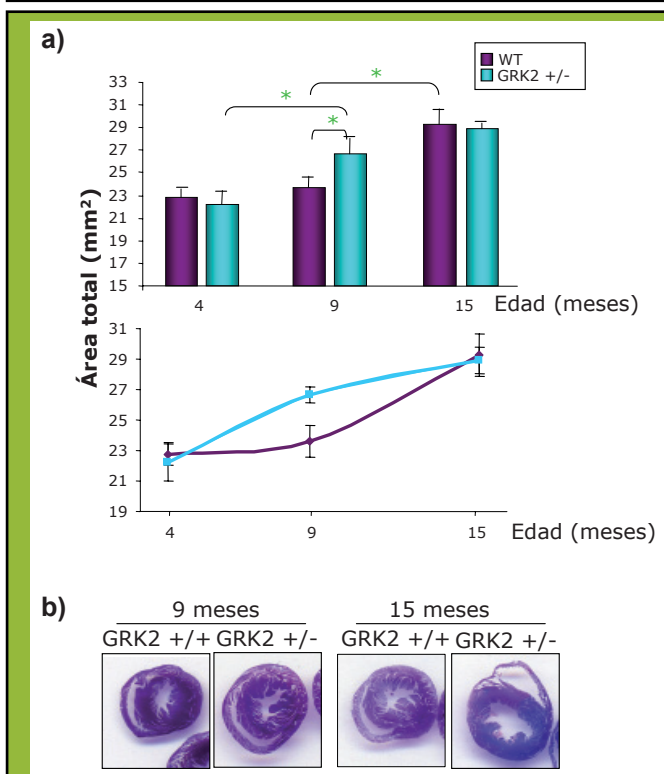 a)
WT
GRK2 +/-
Área total (mm²)
33
31
29
27
25
23
21
19
17
15
*
*
*
4
9
15
Edad (meses)
31
29
27
25
23
21
19
4
9
15
Edad (meses)
b)
9 meses
15 meses
GRK2 +/+ GRK2 +/-
GRK2 +/+ GRK2 +/-